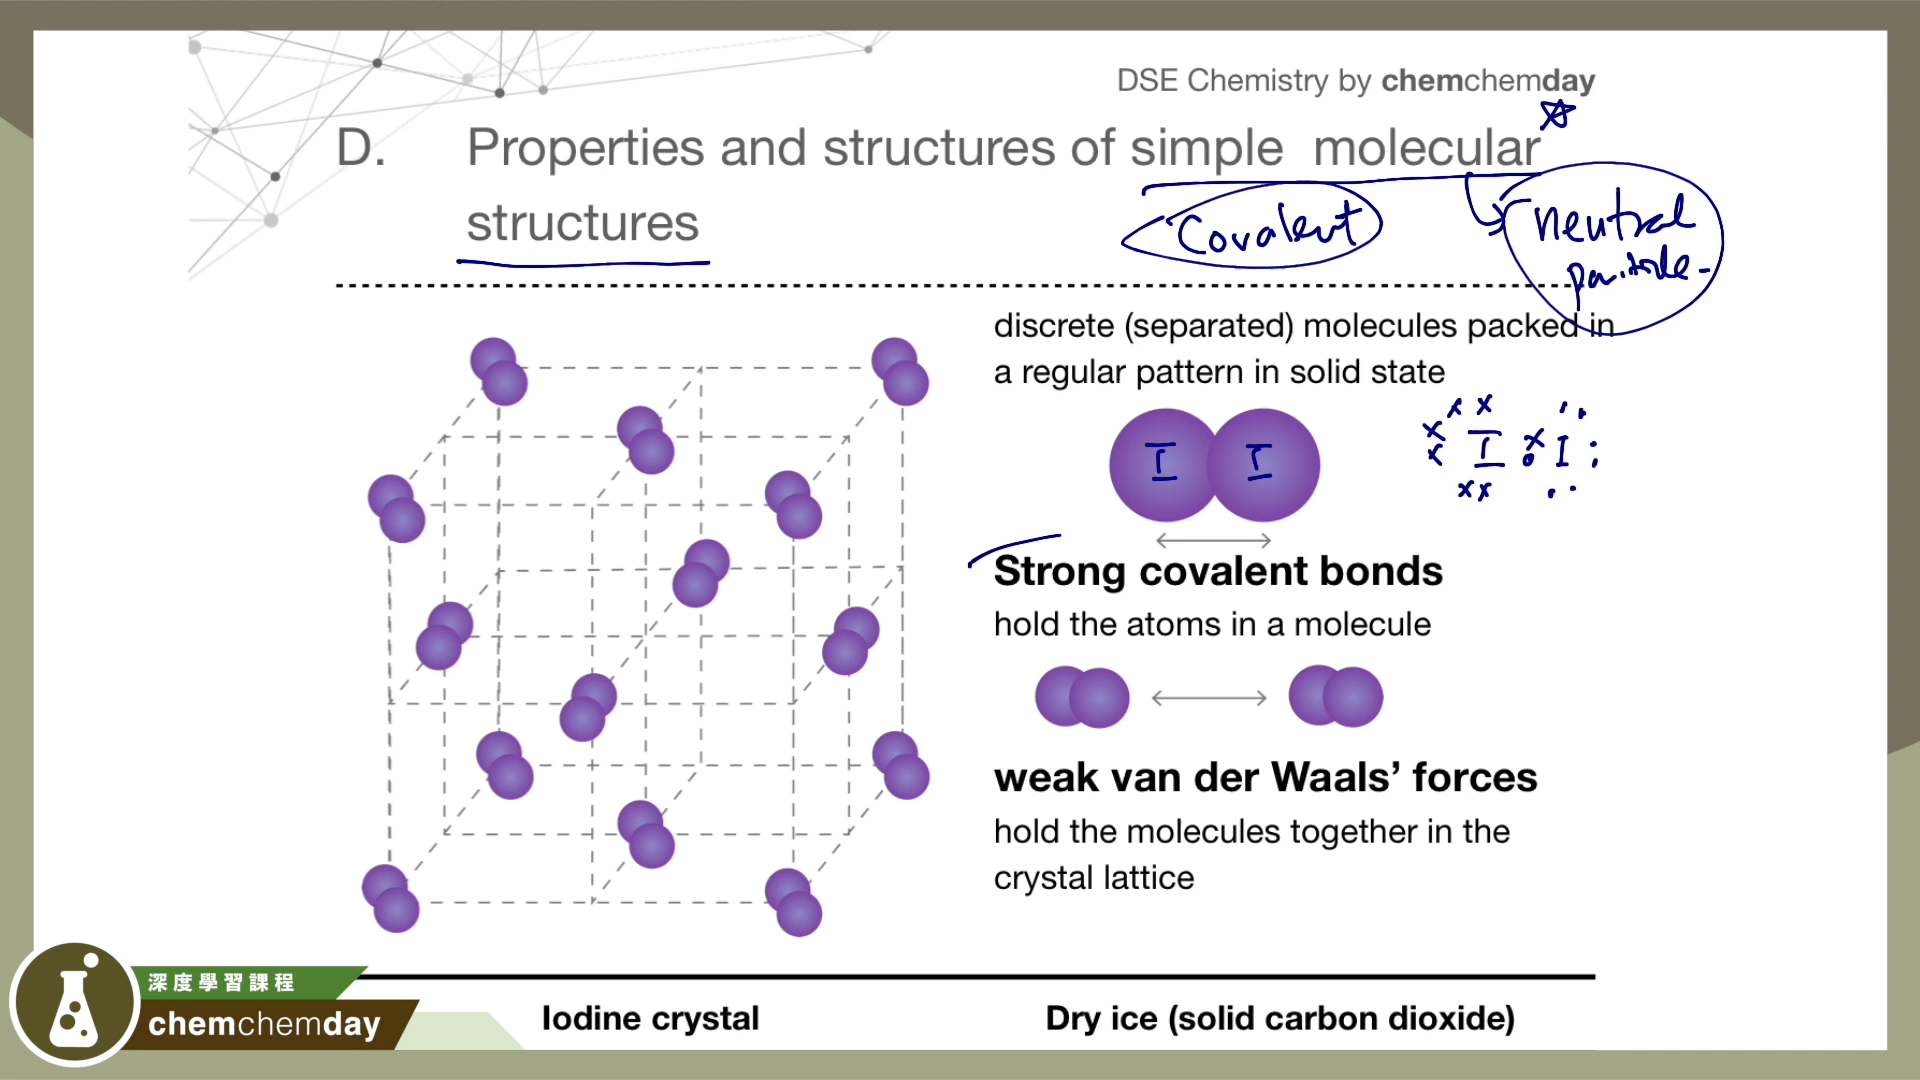 DSE Chemistry by chemchemday
D. Properties and structures of simple molecular
structures
Covalent
neutral
particle
discrete (separated) molecules packed in
a regular pattern in solid state
I I
xx
x I x I :
xx
Strong covalent bonds
hold the atoms in a molecule
weak van der Waals’ forces
hold the molecules together in the
crystal lattice
深度學習課程
chemchemday
Iodine crystal
Dry ice (solid carbon dioxide)